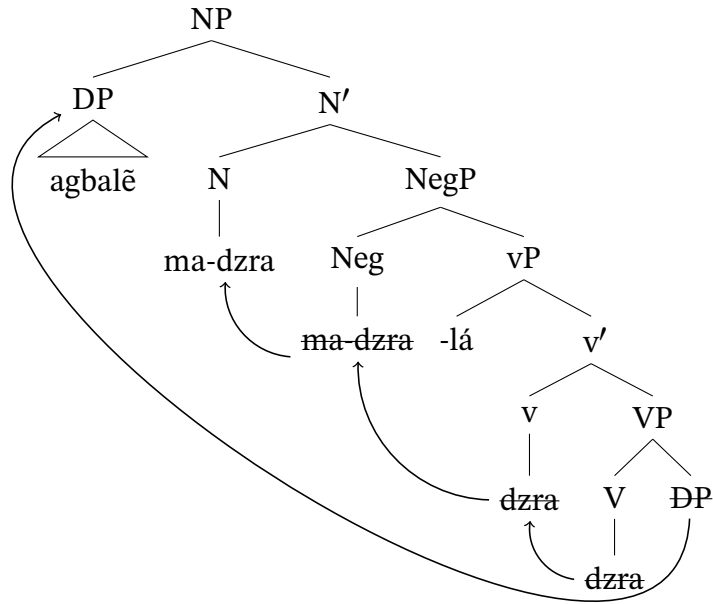 NP
DP N′
agbalẽ N NegP
ma-dzra Neg vP
ma-dzra -lá v′
v VP
dzra V DP
dzra